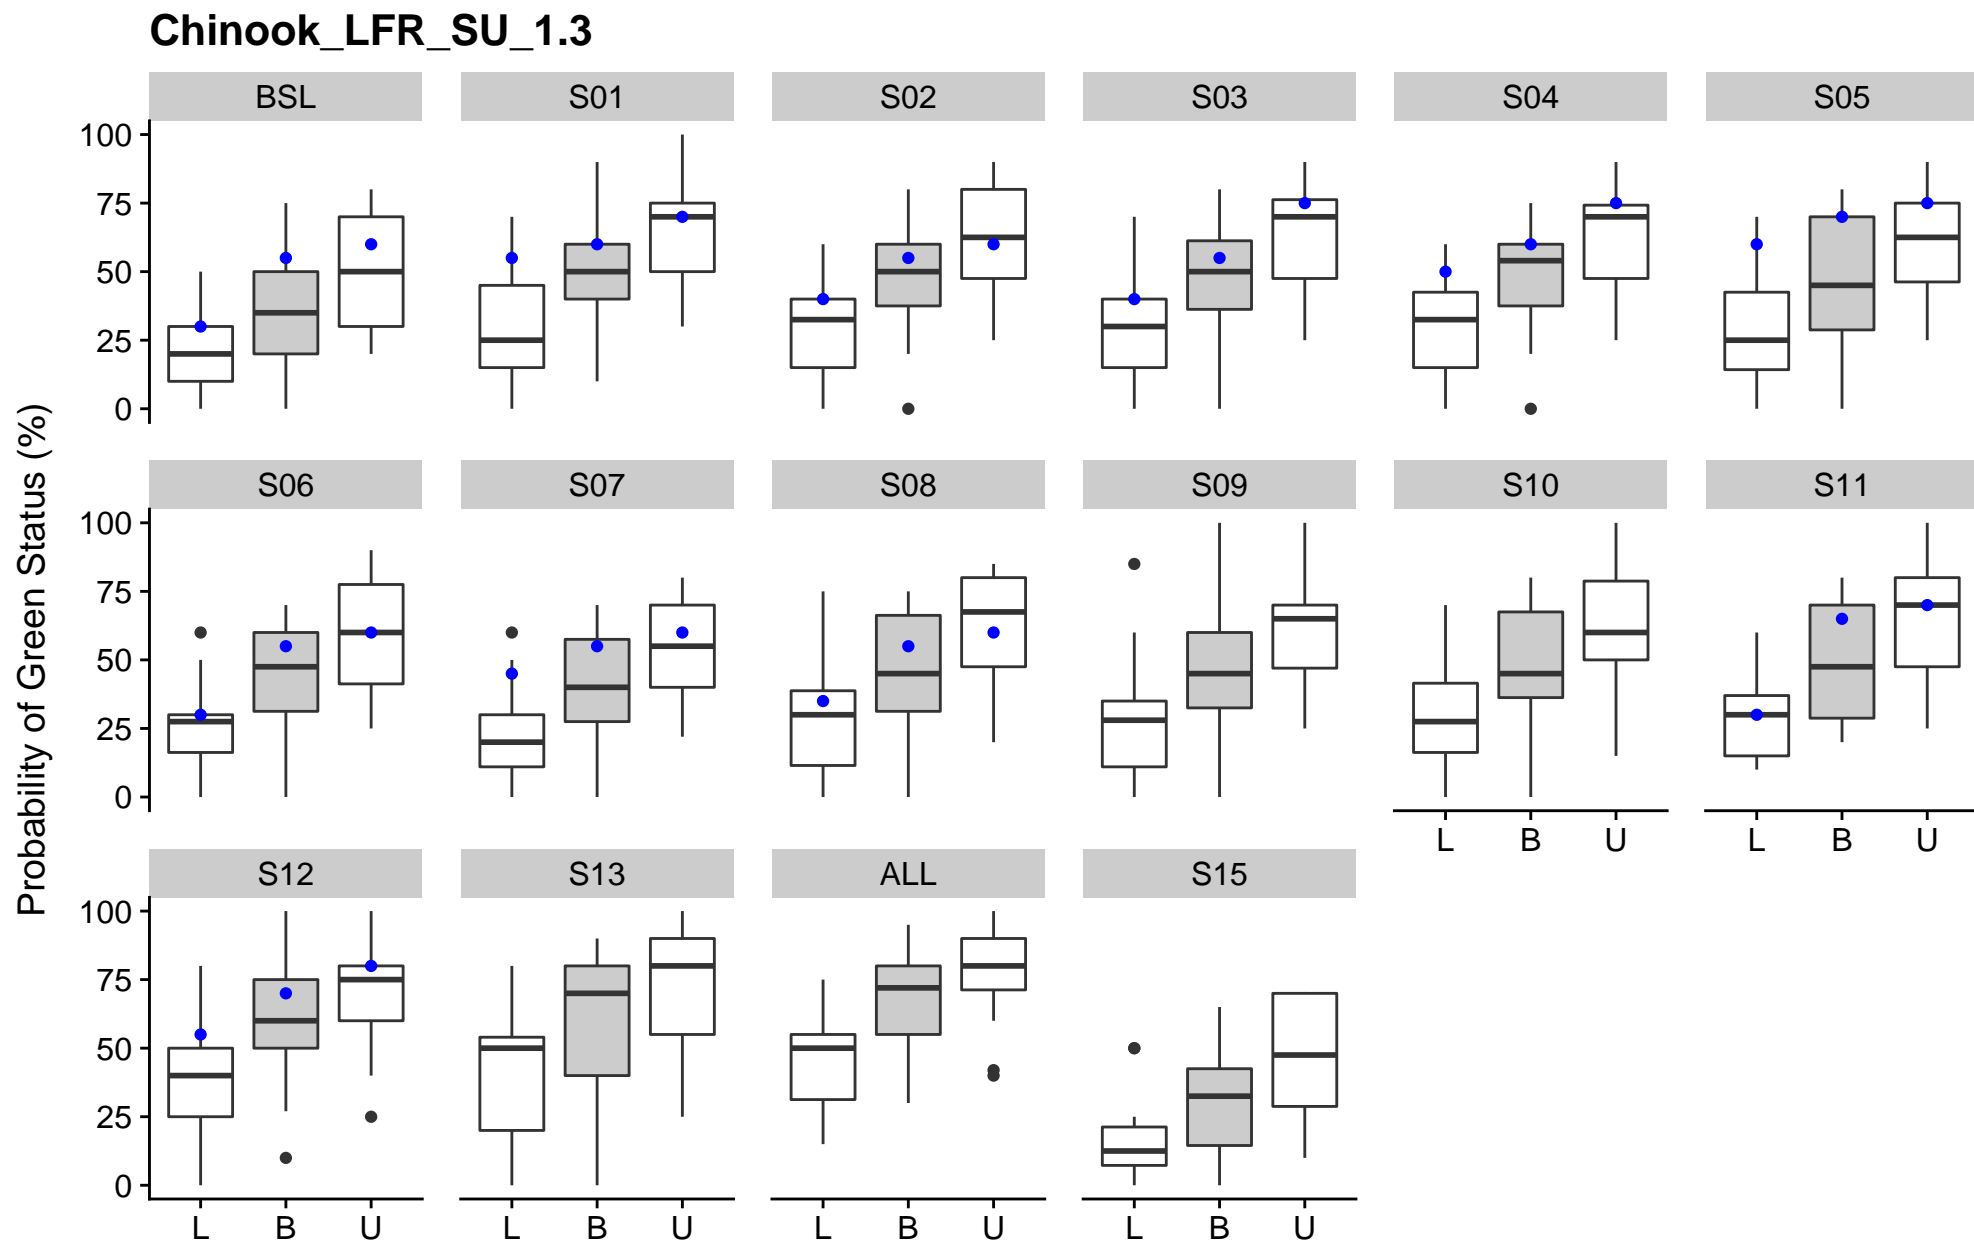 Chinook_LFR_SU_1.3
BSL S01 S02 S03 S04 S05
100
75
50
25
0
Probability of Green Status (%)
S06 S07 S08 S09 S10 S11
100
75
50
25
0
L B U L B U
S12 S13 ALL S15
100
75
50
25
0
L B U L B U L B U L B U